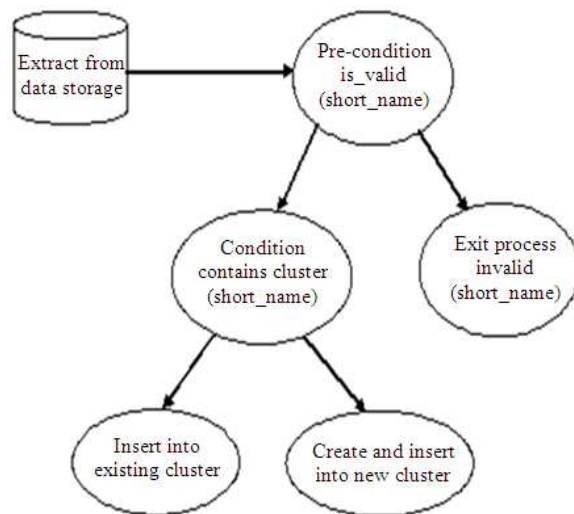 Extract from
data storage
Pre-condition
is_valid
(short_name)
Condition
contains cluster
(short_name)
Exit process
invalid
(short_name)
Insert into
existing cluster
Create and insert
into new cluster